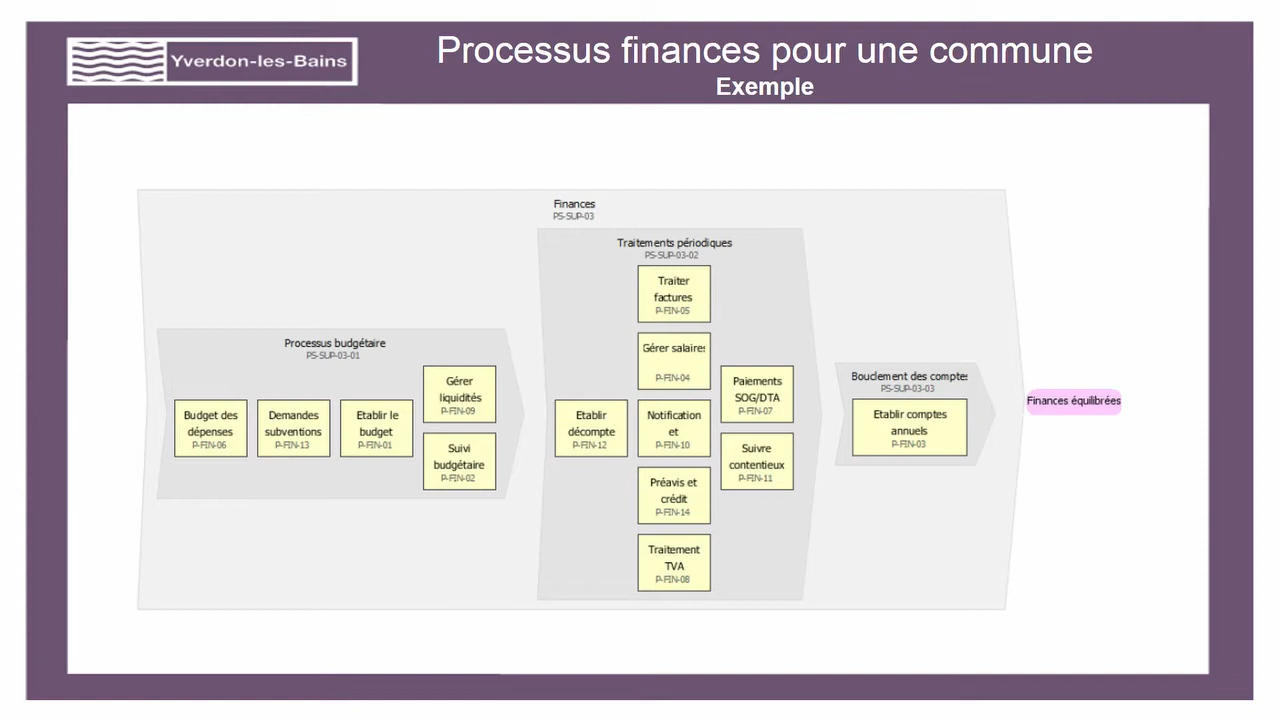 Yverdon-les-Bains
Processus finances pour une commune
Exemple
Finances
PS-SUP-03
Processus budgétaire
PS-SUP-03-01
Budget des
dépenses
P-FIN-06
Demandes
subventions
P-FIN-13
Etablir le
budget
P-FIN-01
Gérer
liquidités
P-FIN-09
Suivi
budgétaire
P-FIN-02
Traitements périodiques
PS-SUP-03-02
Etablir
décompte
P-FIN-12
Traiter
factures
P-FIN-05
Gérer salaires
P-FIN-04
Notification
et
P-FIN-10
Préavis et
crédit
P-FIN-14
Traitement
TVA
P-FIN-08
Paiements
SOG/DTA
P-FIN-07
Suivre
contentieux
P-FIN-11
Bouclement des comptes
PS-SUP-03-03
Etablir comptes
annuels
P-FIN-03
Finances équilibrées